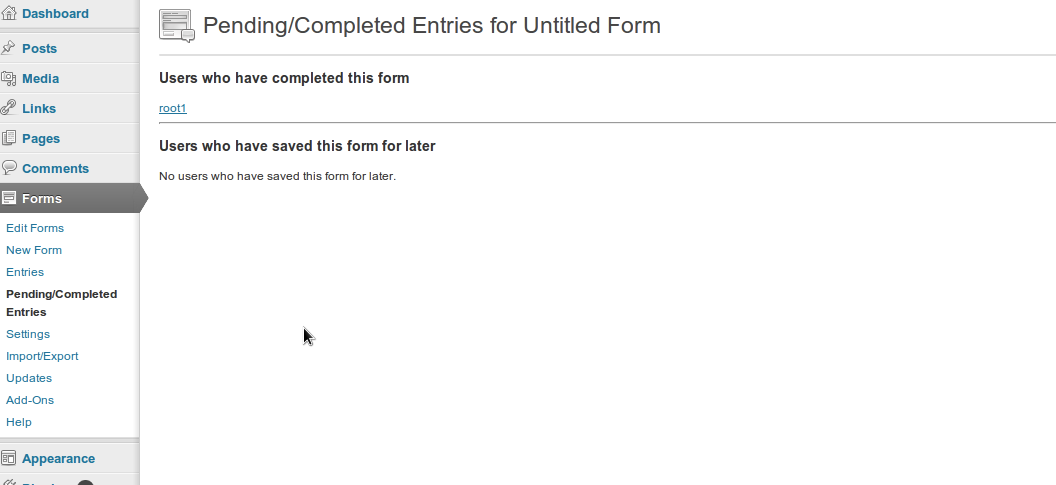 Dashboard
Posts
Media
Links
Pages
Comments
Forms
Edit Forms
New Form
Entries
Pending/Completed
Entries
Settings
Import/Export
Updates
Add-Ons
Help
Appearance
Pending/Completed Entries for Untitled Form
Users who have completed this form
root1
Users who have saved this form for later
No users who have saved this form for later.